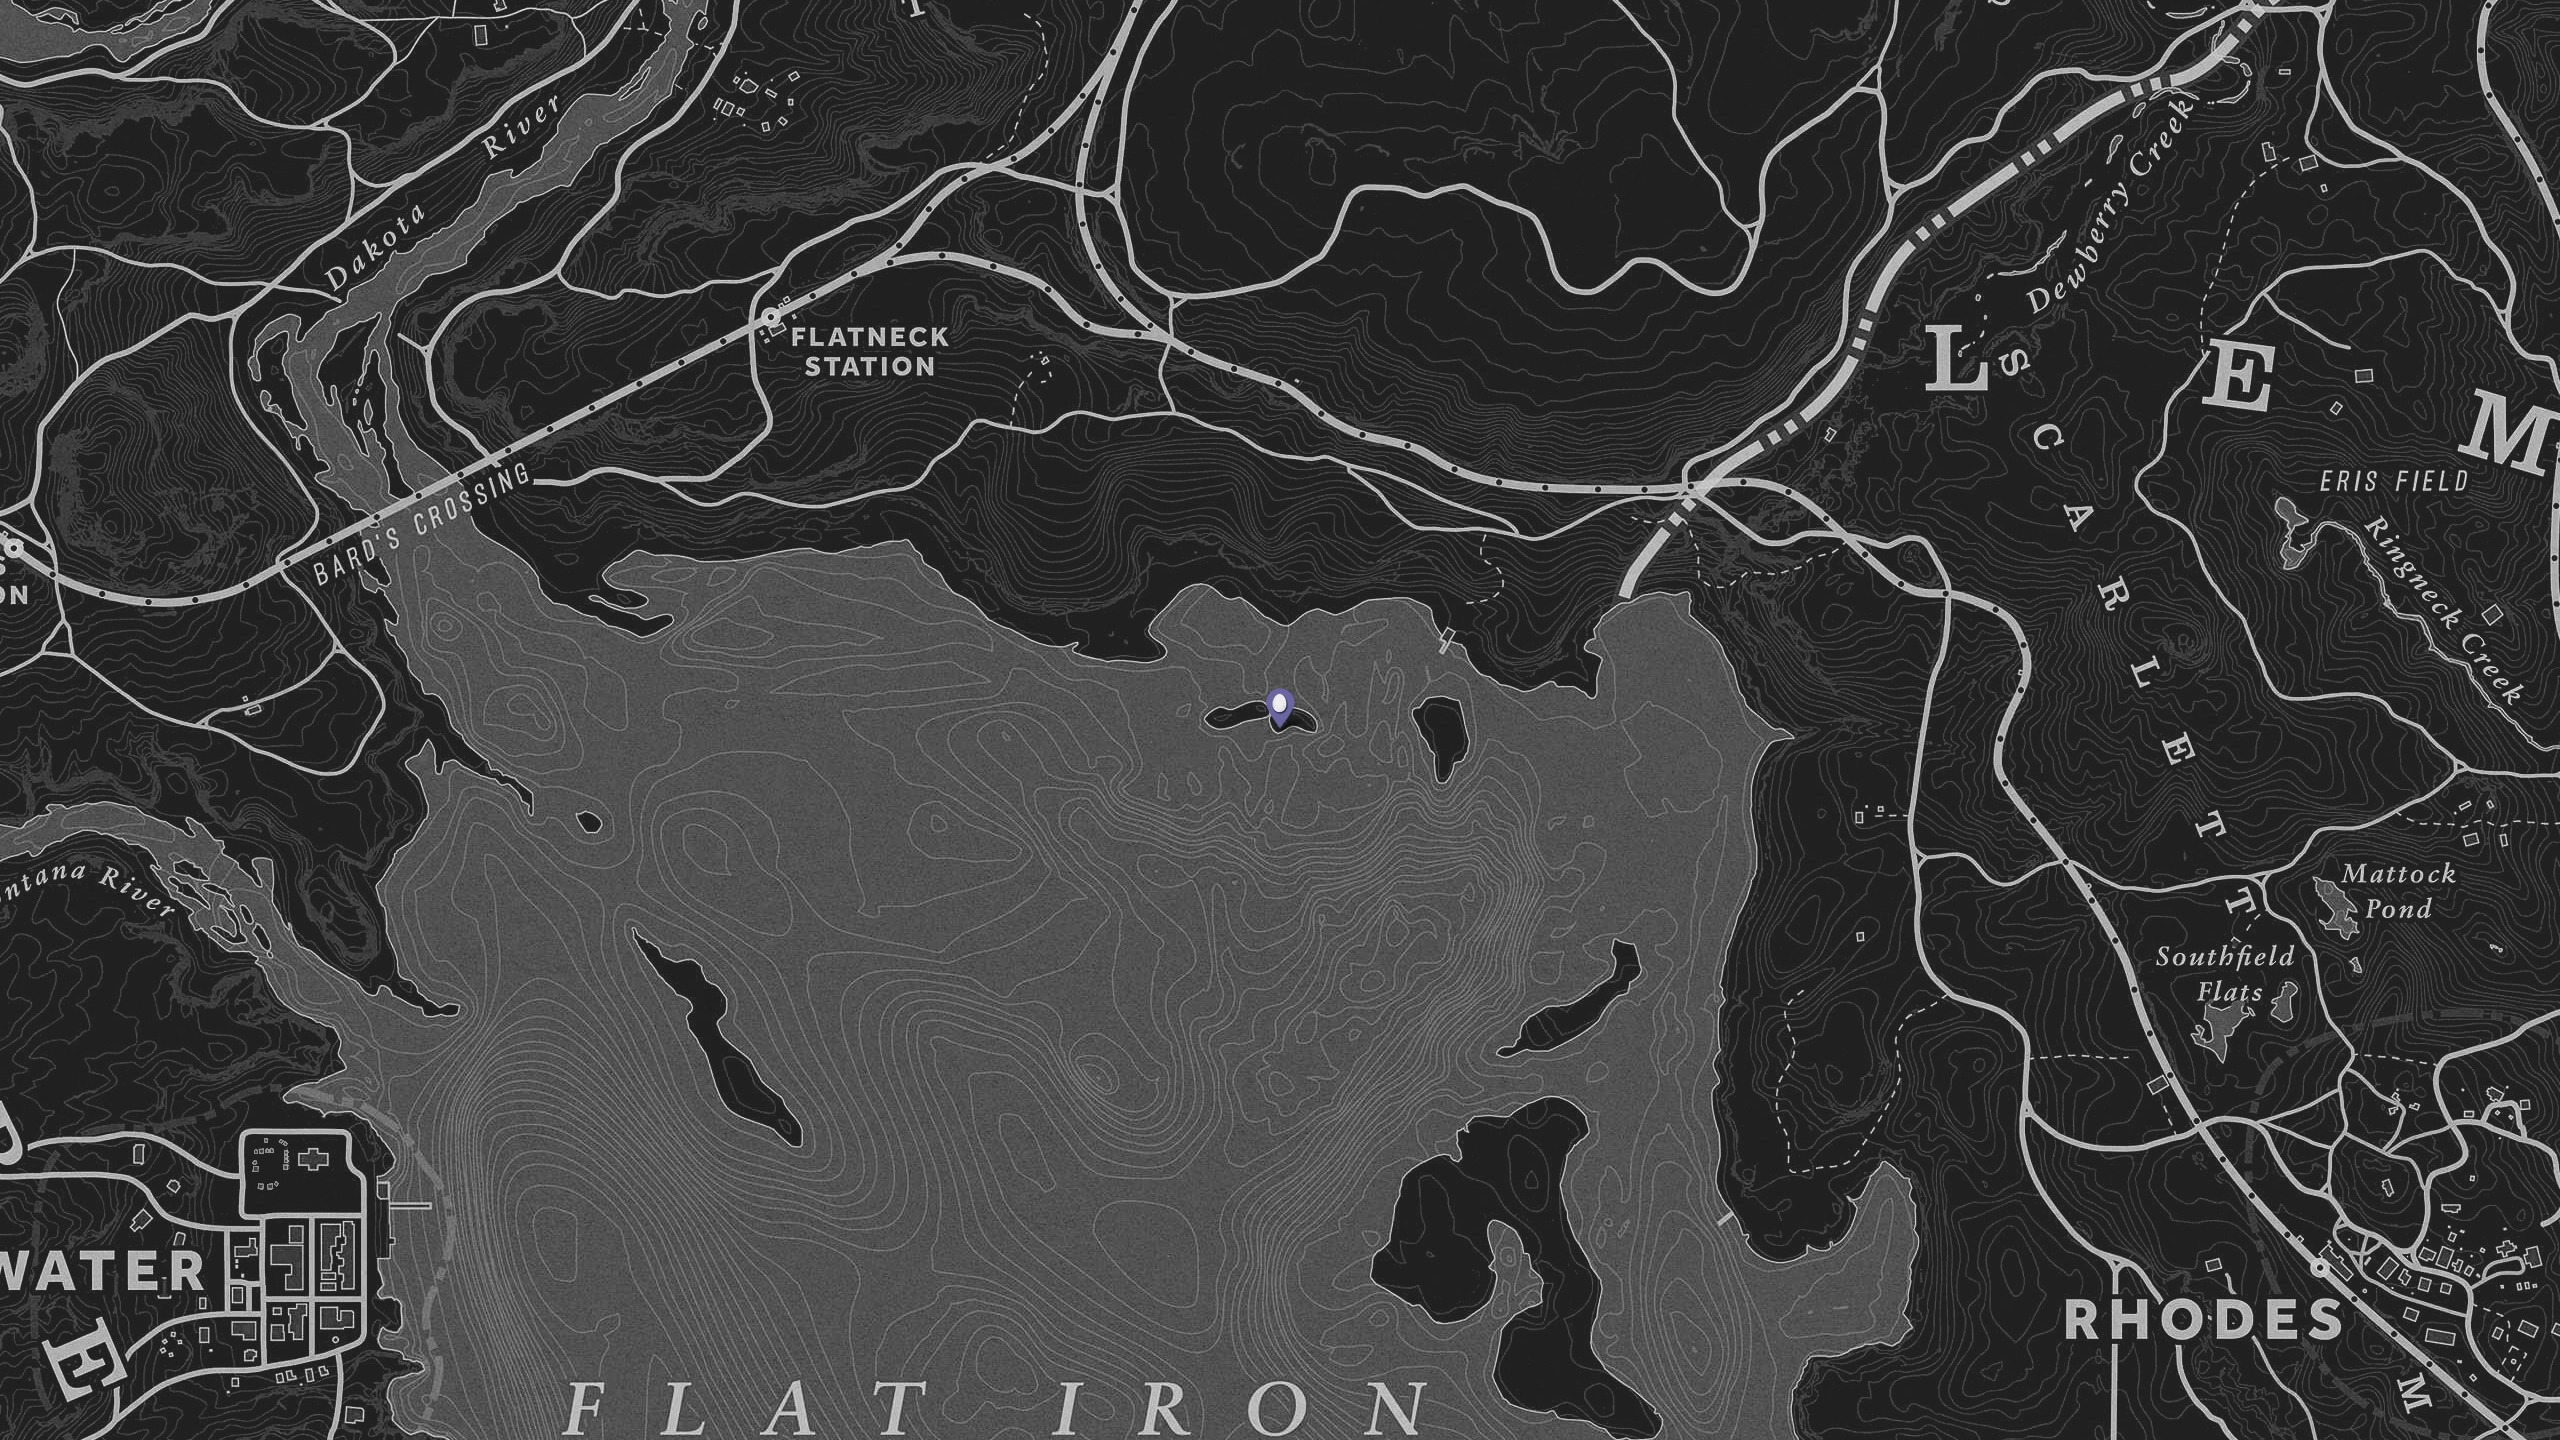 Dakota River
FLATNECK
STATION
BARD'S CROSSING
Dewberry Creek
L E M
SCARLETT M
ERIS FIELD
Ringneck Creek
ON
ntana River
Mattock
Pond
Southfield
Flats
WATER
E
RHODES
FLAT IRON